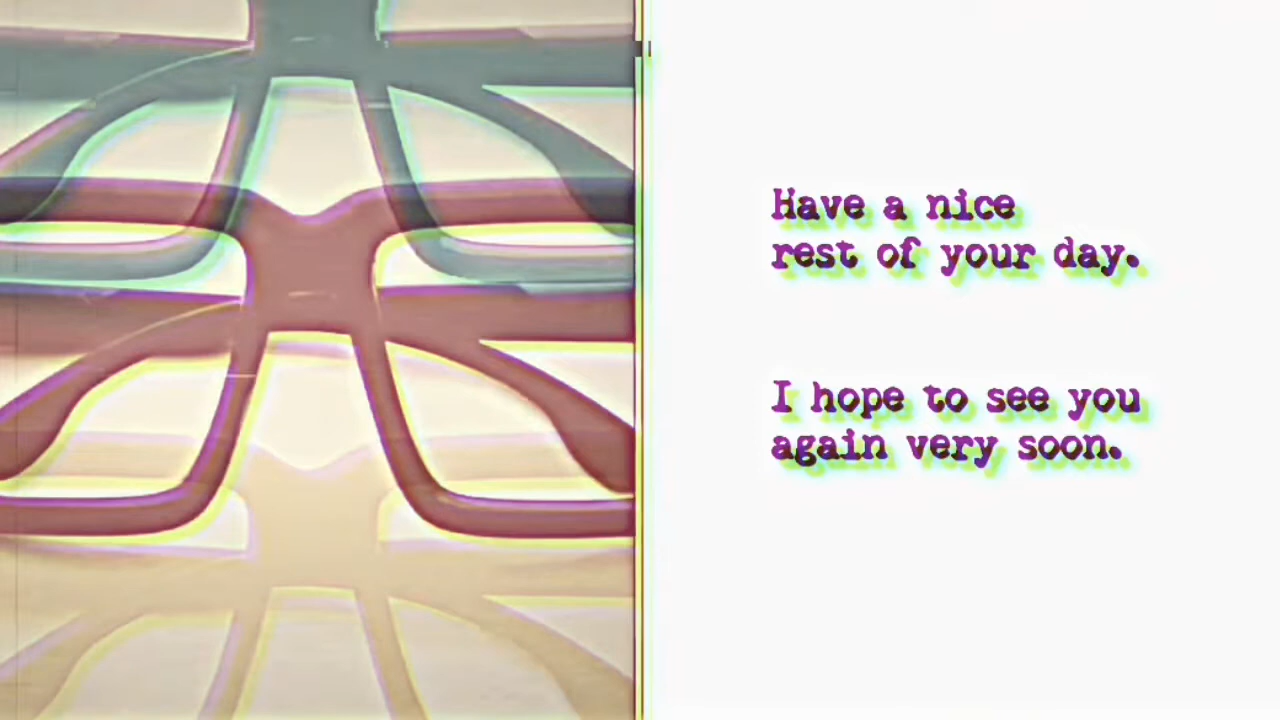 Have a nice
rest of your day.
I hope to see you
again very soon.